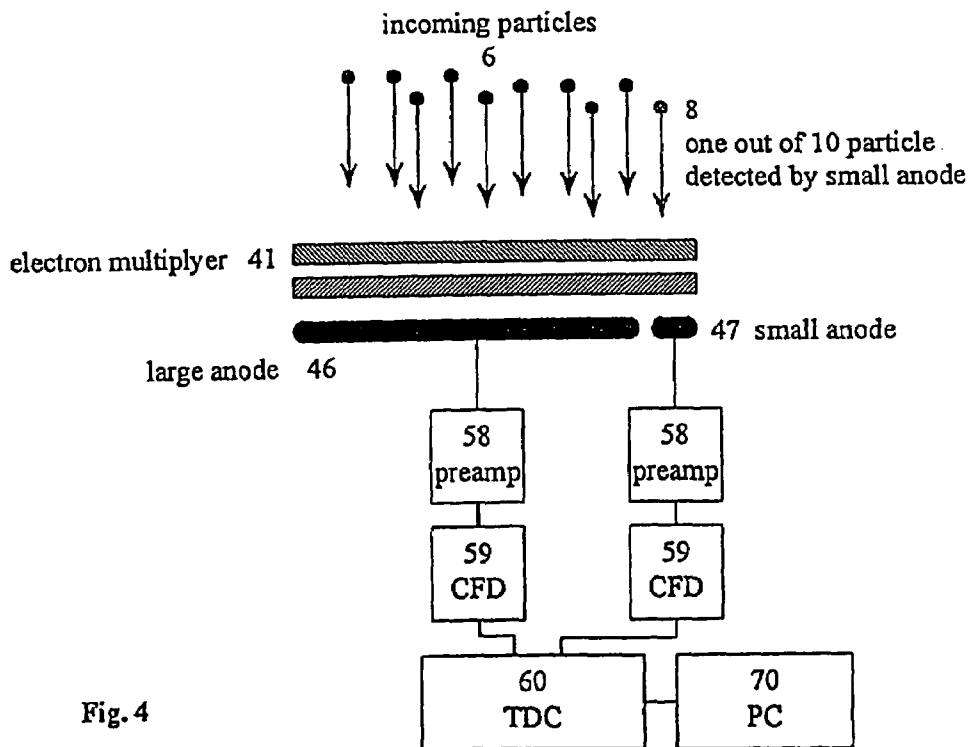 incoming particles
6
8
one out of 10 particle
detected by small anode
electron multiplyer 41
47 small anode
large anode 46
58
preamp
58
preamp
59
CFD
59
CFD
60
TDC
70
PC
Fig. 4